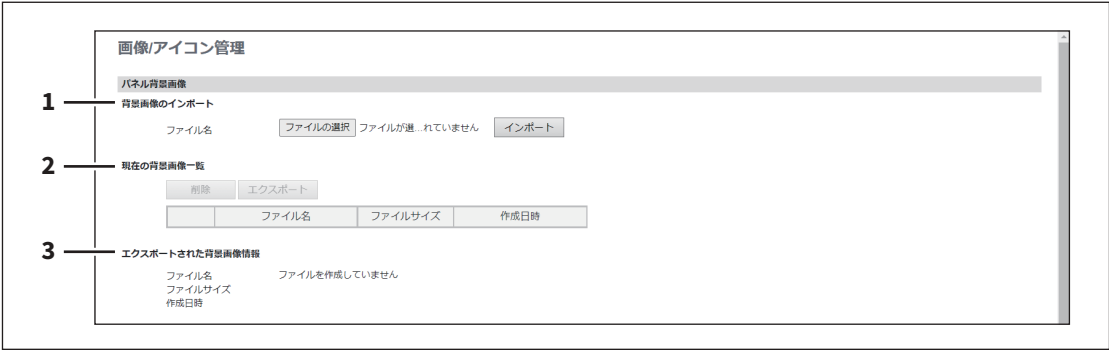 画像/アイコン管理
パネル背景画像
1 背景画像のインポート
ファイル名 ファイルの選択 ファイルが選...れていません インポート
2 現在の背景画像一覧
削除 エクスポート
ファイル名 ファイルサイズ 作成日時
3 エクスポートされた背景画像情報
ファイル名 ファイルを作成していません
ファイルサイズ
作成日時